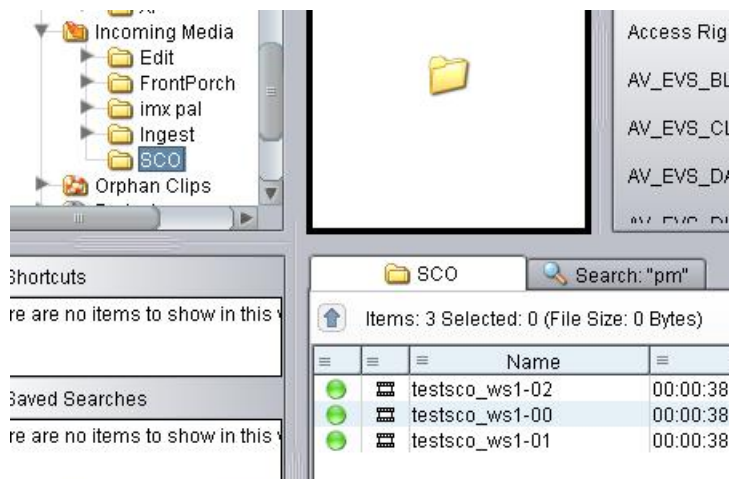 Incoming Media
Edit
FrontPorch
imx pal
Ingest
SCO
Orphan Clips
Access Rig
AV_EVS_BL
AV_EVS_CL
AV_EVS_DA
Shortcuts
re are no items to show in this
Saved Searches
re are no items to show in this
SCO
Search: "pm"
Items: 3 Selected: 0 (File Size: 0 Bytes)
Name
testsco_ws1-02 00:00:38
testsco_ws1-00 00:00:38
testsco_ws1-01 00:00:38